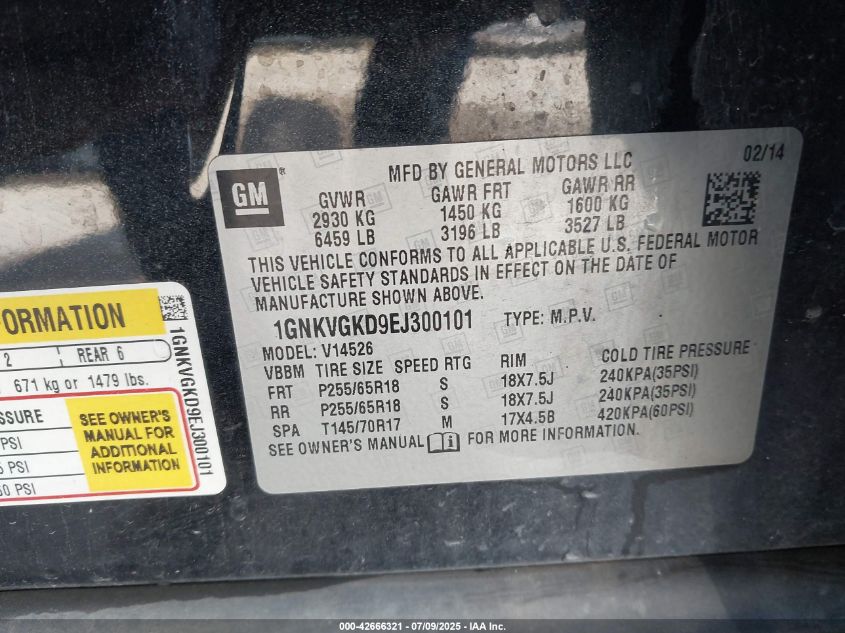 GM
MFD BY GENERAL MOTORS LLC
02/14
GVWR GAWR FRT GAWR RR
2930 KG 1450 KG 1600 KG
6459 LB 3196 LB 3527 LB
THIS VEHICLE CONFORMS TO ALL APPLICABLE U.S. FEDERAL MOTOR
VEHICLE SAFETY STANDARDS IN EFFECT ON THE DATE OF
MANUFACTURE SHOWN ABOVE.
1GNKVGKD9EJ300101 TYPE: M.P.V.
MODEL: V14526
VBBM TIRE SIZE SPEED RTG RIM COLD TIRE PRESSURE
FRT P255/65R18 S 18X7.5J 240KPA(35PSI)
RR P255/65R18 S 18X7.5J 240KPA(35PSI)
SPA T145/70R17 M 17X4.5B 420KPA(60PSI)
SEE OWNER'S MANUAL i FOR MORE INFORMATION.
ORMATION
2 REAR 6
671 kg or 1479 lbs.
SSURE
PSI
PSI
PSI
SEE OWNER'S
MANUAL FOR
ADDITIONAL
INFORMATION
1GNKVGKD9EJ300101
000-42666321 | 07/09/2025 - IAA Inc.